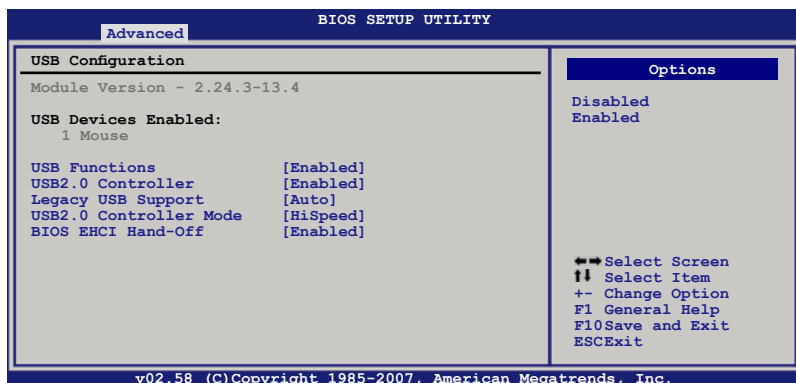 BIOS SETUP UTILITY
Advanced
USB Configuration
Module Version - 2.24.3-13.4
USB Devices Enabled:
1 Mouse
USB Functions [Enabled]
USB2.0 Controller [Enabled]
Legacy USB Support [Auto]
USB2.0 Controller Mode [HiSpeed]
BIOS EHCI Hand-Off [Enabled]
Options
Disabled
Enabled
Select Screen
Select Item
+- Change Option
F1 General Help
F10Save and Exit
ESCExit
v02.58 (C)Copyright 1985-2007, American Megatrends, Inc.